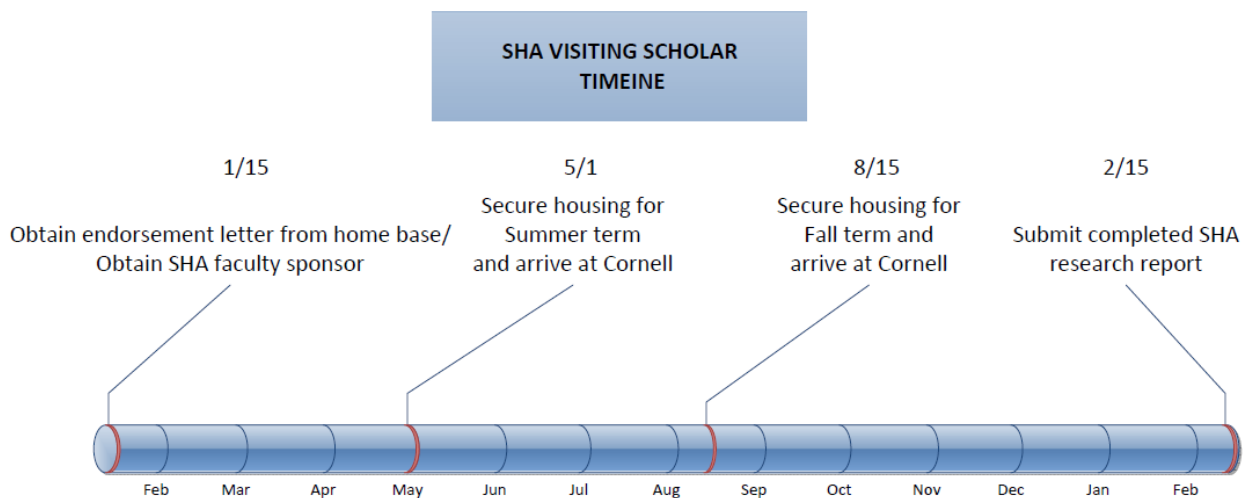 SHA VISITING SCHOLAR
TIMEINE
1/15
Obtain endorsement letter from home base/
Obtain SHA faculty sponsor
5/1
Secure housing for
Summer term
and arrive at Cornell
8/15
Secure housing for
Fall term and
arrive at Cornell
2/15
Submit completed SHA
research report
Feb Mar Apr May Jun Jul Aug Sep Oct Nov Dec Jan Feb